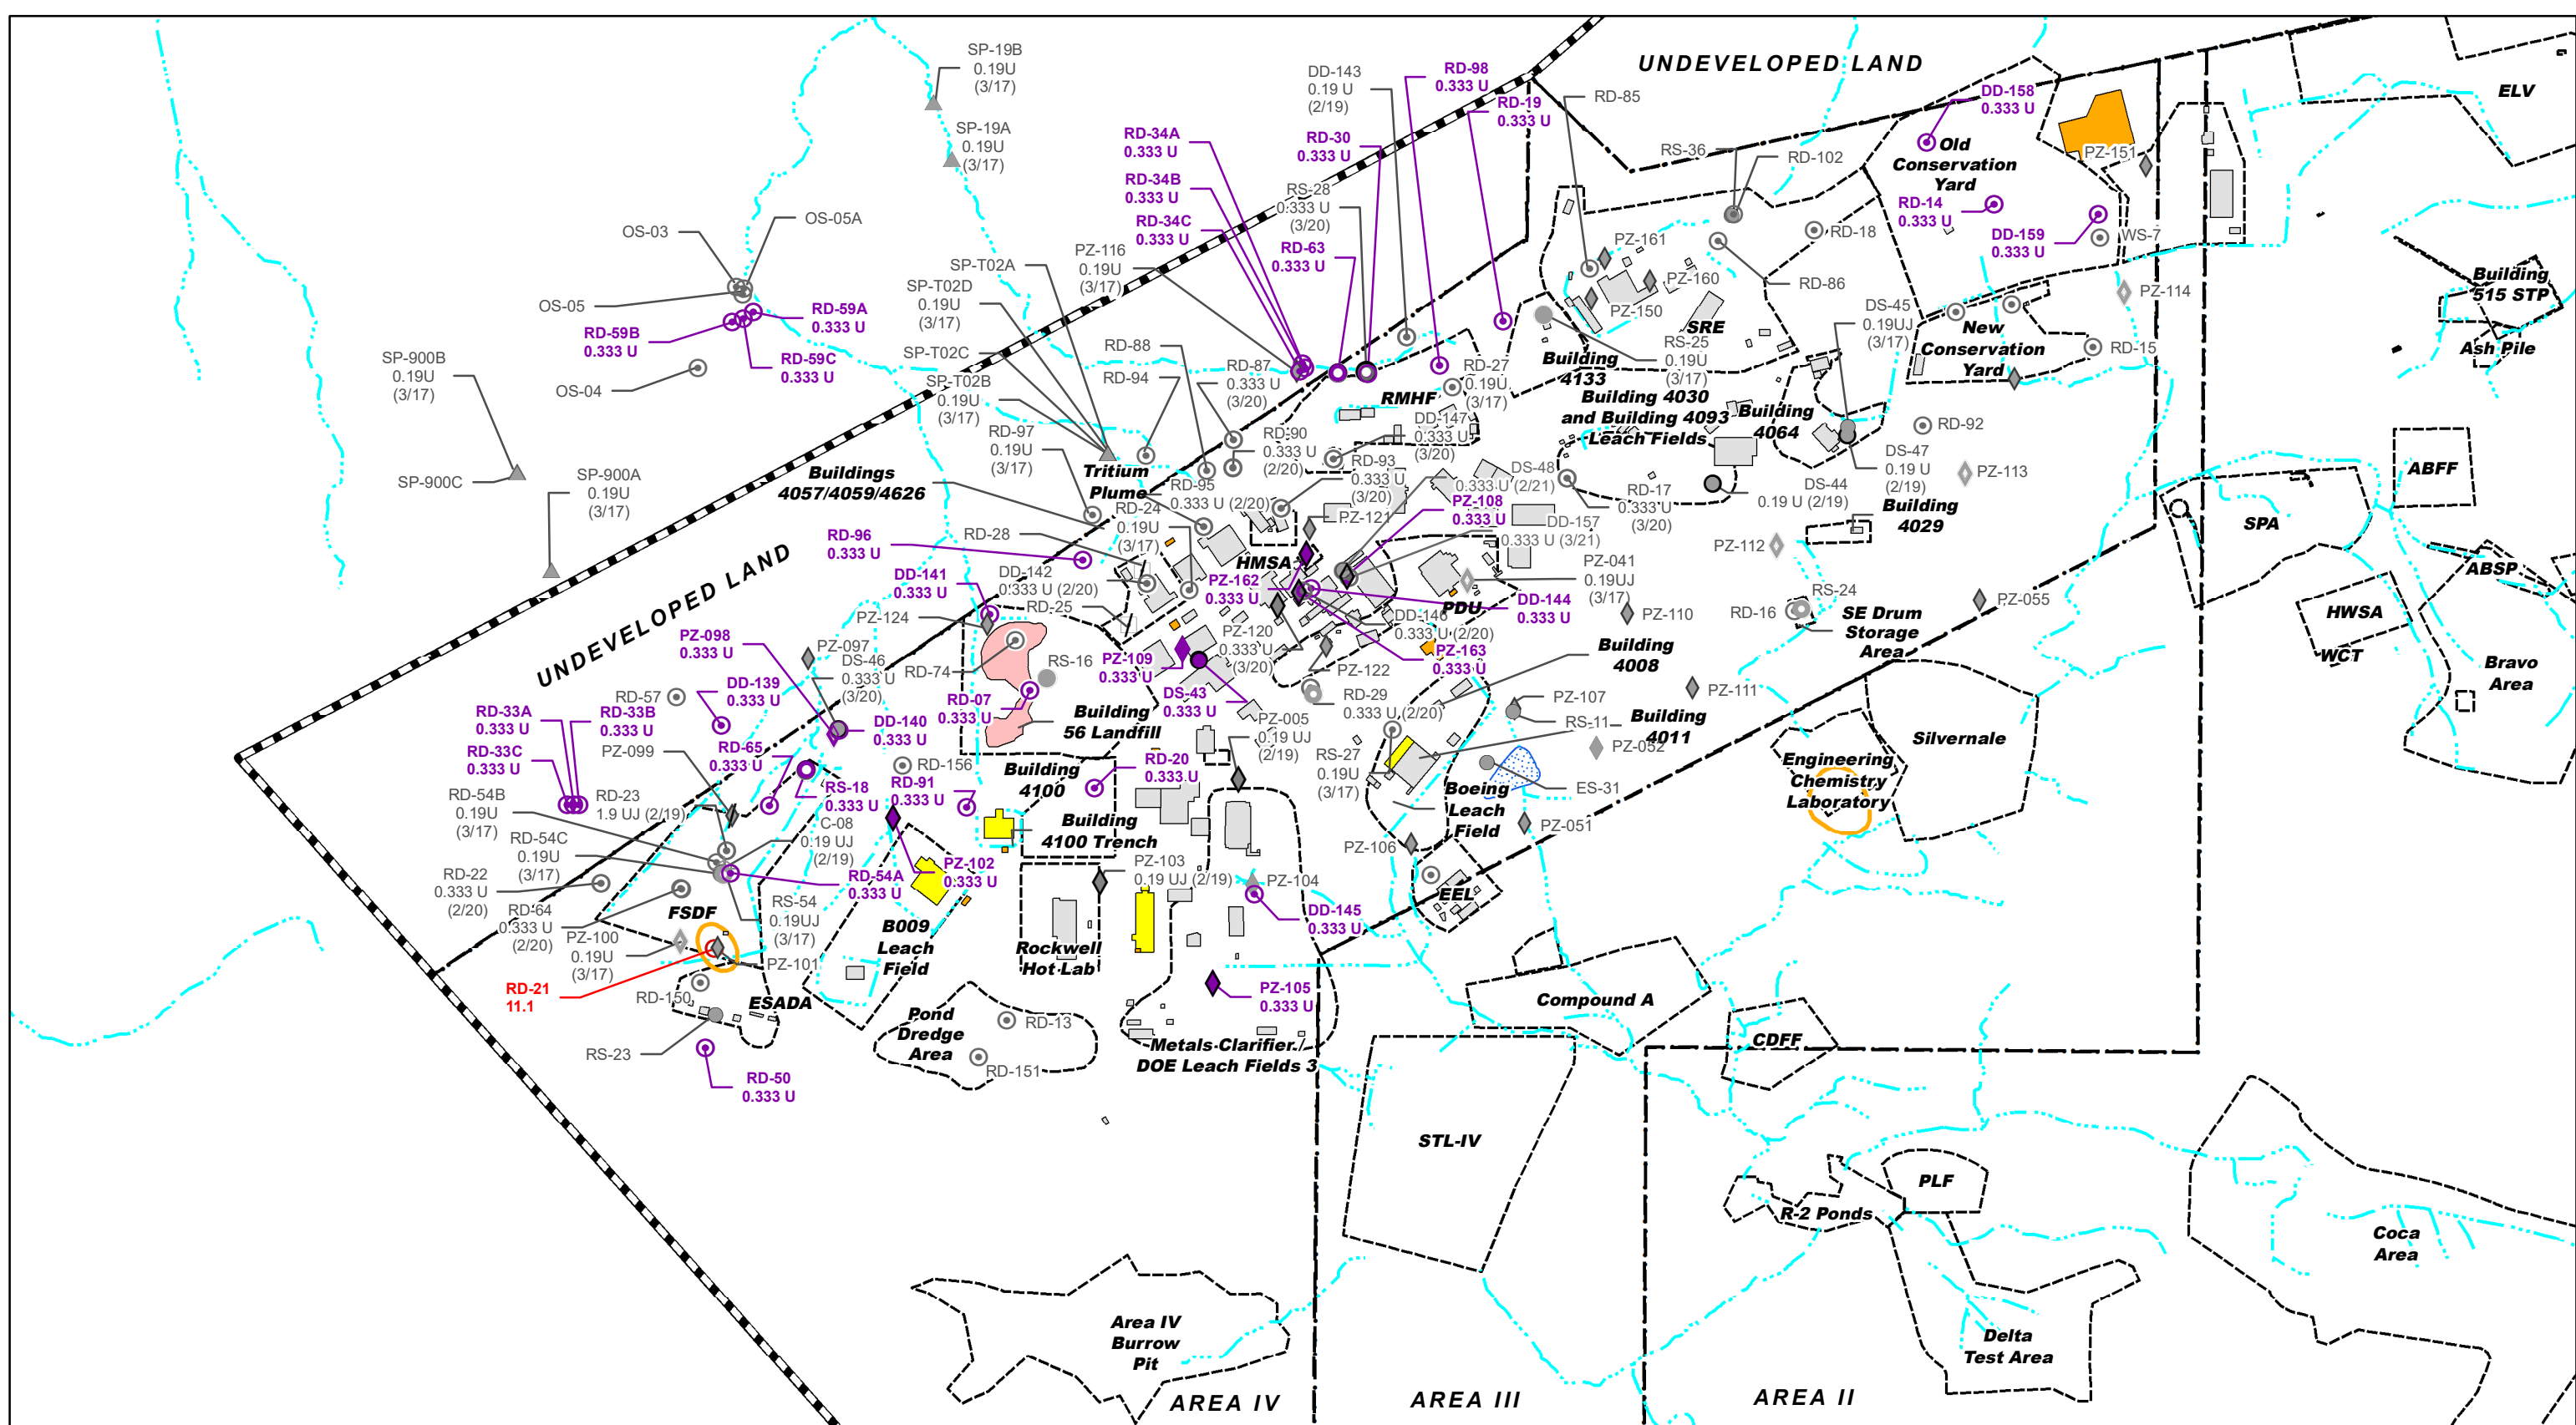 SP-19B
0.19U
(3/17)
SP-19A
0.19U
(3/17)
DD-143
0.19 U
(2/19)
RD-98
0.333 U
RD-19
0.333 U
RD-85
UNDEVELOPED LAND
DD-158
0.333 U
ELV
RD-34A
0.333 U
RD-30
0.333 U
RS-36
RD-102
Old
Conservation
Yard
PZ-151
RD-34B
0.333 U
RS-28
0.333 U
(3/20)
RD-34C
0.333 U
RD-63
0.333 U
RD-14
0.333 U
DD-159
0.333 U
WS-7
RD-18
OS-03
OS-05A
PZ-116
0.19U
(3/17)
SP-T02A
SP-T02D
0.19U
(3/17)
PZ-161
PZ-160
PZ-150
RD-86
PZ-114
Building
515 STP
OS-05
RD-59A
0.333 U
RD-59B
0.333 U
RD-59C
0.333 U
SRE
RS-25
0.19U
(3/17)
DS-45
0.19UJ
(3/17)
New
Conservation
Yard
RD-15
Ash Pile
SP-900B
0.19U
(3/17)
OS-04
SP-T02C
SP-T02B
0.19U
(3/17)
RD-88
RD-94
RD-87
0.333 U
(3/20)
RD-27
0.19U
(3/17)
Building
4133
RMHF
Building 4030
and Building 4093
Leach Fields
Building
4064
DD-147
0.333 U
(3/20)
RD-97
0.19U
(3/17)
RD-90
0.333 U
(2/20)
RD-92
SP-900C
SP-900A
0.19U
(3/17)
Buildings
4057/4059/4626
Tritium
Plume
RD-95
0.333 U (2/20)
RD-93
0.333 U
(3/20)
DS-48
0.333 U (2/21)
RD-17
0.333 U
(3/20)
DS-44
0.19 U (2/19)
DS-47
0.19 U
(2/19)
PZ-113
ABFF
RD-24
0.19U
(3/17)
PZ-121
PZ-108
0.333 U
DD-157
0.333 U (3/21)
Building
4029
SPA
RD-96
0.333 U
RD-28
HMSA
PZ-112
DD-141
0.333 U
DD-142
0.333 U (2/20)
PZ-162
0.333 U
PZ-041
0.19UJ
(3/17)
PDU
ABSP
UNDEVELOPED LAND
PZ-124
RD-25
DD-144
0.333 U
DD-146
0.333 U (2/20)
PZ-110
RD-16
RS-24
SE Drum
Storage
Area
PZ-055
HWSA
WCT
Bravo
Area
PZ-098
0.333 U
PZ-097
DS-46
0.333 U
(3/20)
RD-74
RS-16
PZ-109
0.333 U
PZ-120
0.333 U
(3/20)
PZ-122
PZ-163
0.333 U
Building
4008
RD-57
DD-139
0.333 U
RD-07
0.333 U
DS-43
0.333 U
RD-29
0.333 U (2/20)
PZ-107
PZ-111
RD-33A
0.333 U
RD-33B
0.333 U
DD-140
0.333 U
Building
56 Landfill
PZ-005
0.19 UJ
(2/19)
RS-11
Building
4011
PZ-052
RD-33C
0.333 U
PZ-099
RD-65
0.333 U
RD-156
RS-27
0.19U
(3/17)
Silvernale
Engineering
Chemistry
Laboratory
RD-54B
0.19U
(3/17)
RD-23
1.9 UJ (2/19)
RS-18
0.333 U
RD-91
0.333 U
Building
4100
RD-20
0.333 U
Boeing
Leach
Field
ES-31
RD-54C
0.19U
(3/17)
C-08
0.19 UJ
(2/19)
Building
4100 Trench
PZ-051
PZ-106
RD-22
0.333 U
(2/20)
RD-54A
0.333 U
PZ-102
0.333 U
PZ-103
0.19 UJ (2/19)
PZ-104
EEL
RD-64
0.333 U
(2/20)
FSDF
RS-54
0.19UJ
(3/17)
DD-145
0.333 U
PZ-100
0.19U
(3/17)
PZ-101
B009
Leach
Field
Rockwell
Hot Lab
RD-21
11.1
RD-150
ESADA
PZ-105
0.333 U
Compound A
RS-23
Pond
Dredge
Area
RD-13
RD-151
Metals Clarifier /
DOE Leach Fields 3
CDFF
RD-50
0.333 U
STL-IV
PLF
R-2 Ponds
Coca
Area
Area IV
Burrow
Pit
Delta
Test Area
AREA IV
AREA III
AREA II